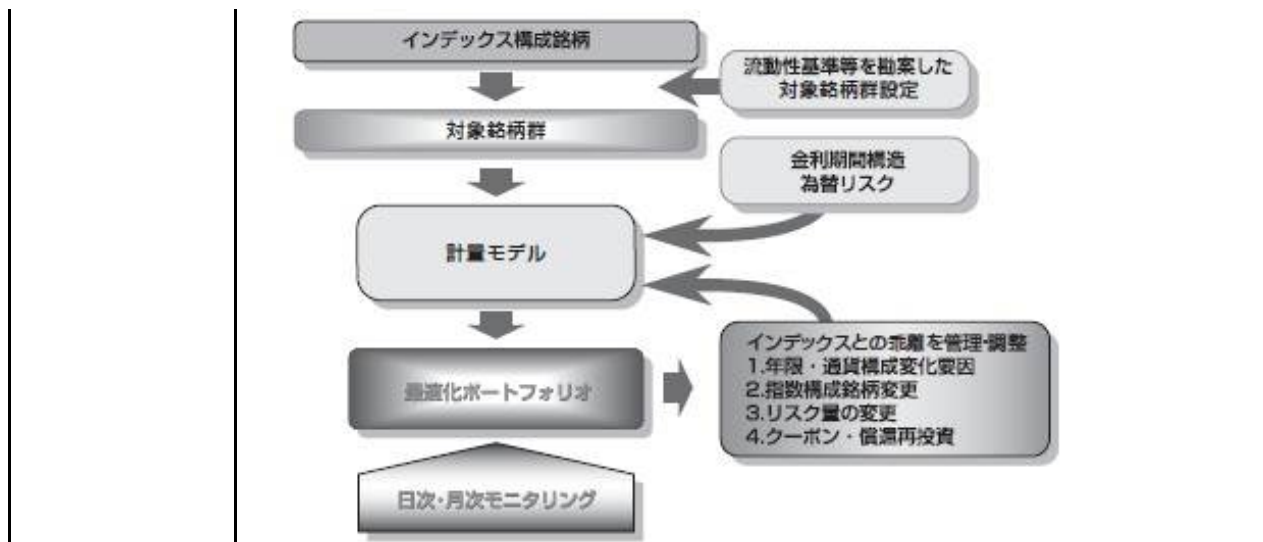 インデックス構成銘柄
流動性基準等を勘案した
対象銘柄群設定
対象銘柄群
金利期間構造
為替リスク
計量モデル
インデックスとの乖離を管理・調整
1.年限・通貨構成変化要因
2.指数構成銘柄変更
3.リスク量の変更
4.クーポン・償還再投資
最適化ポートフォリオ
日次・月次モニタリング